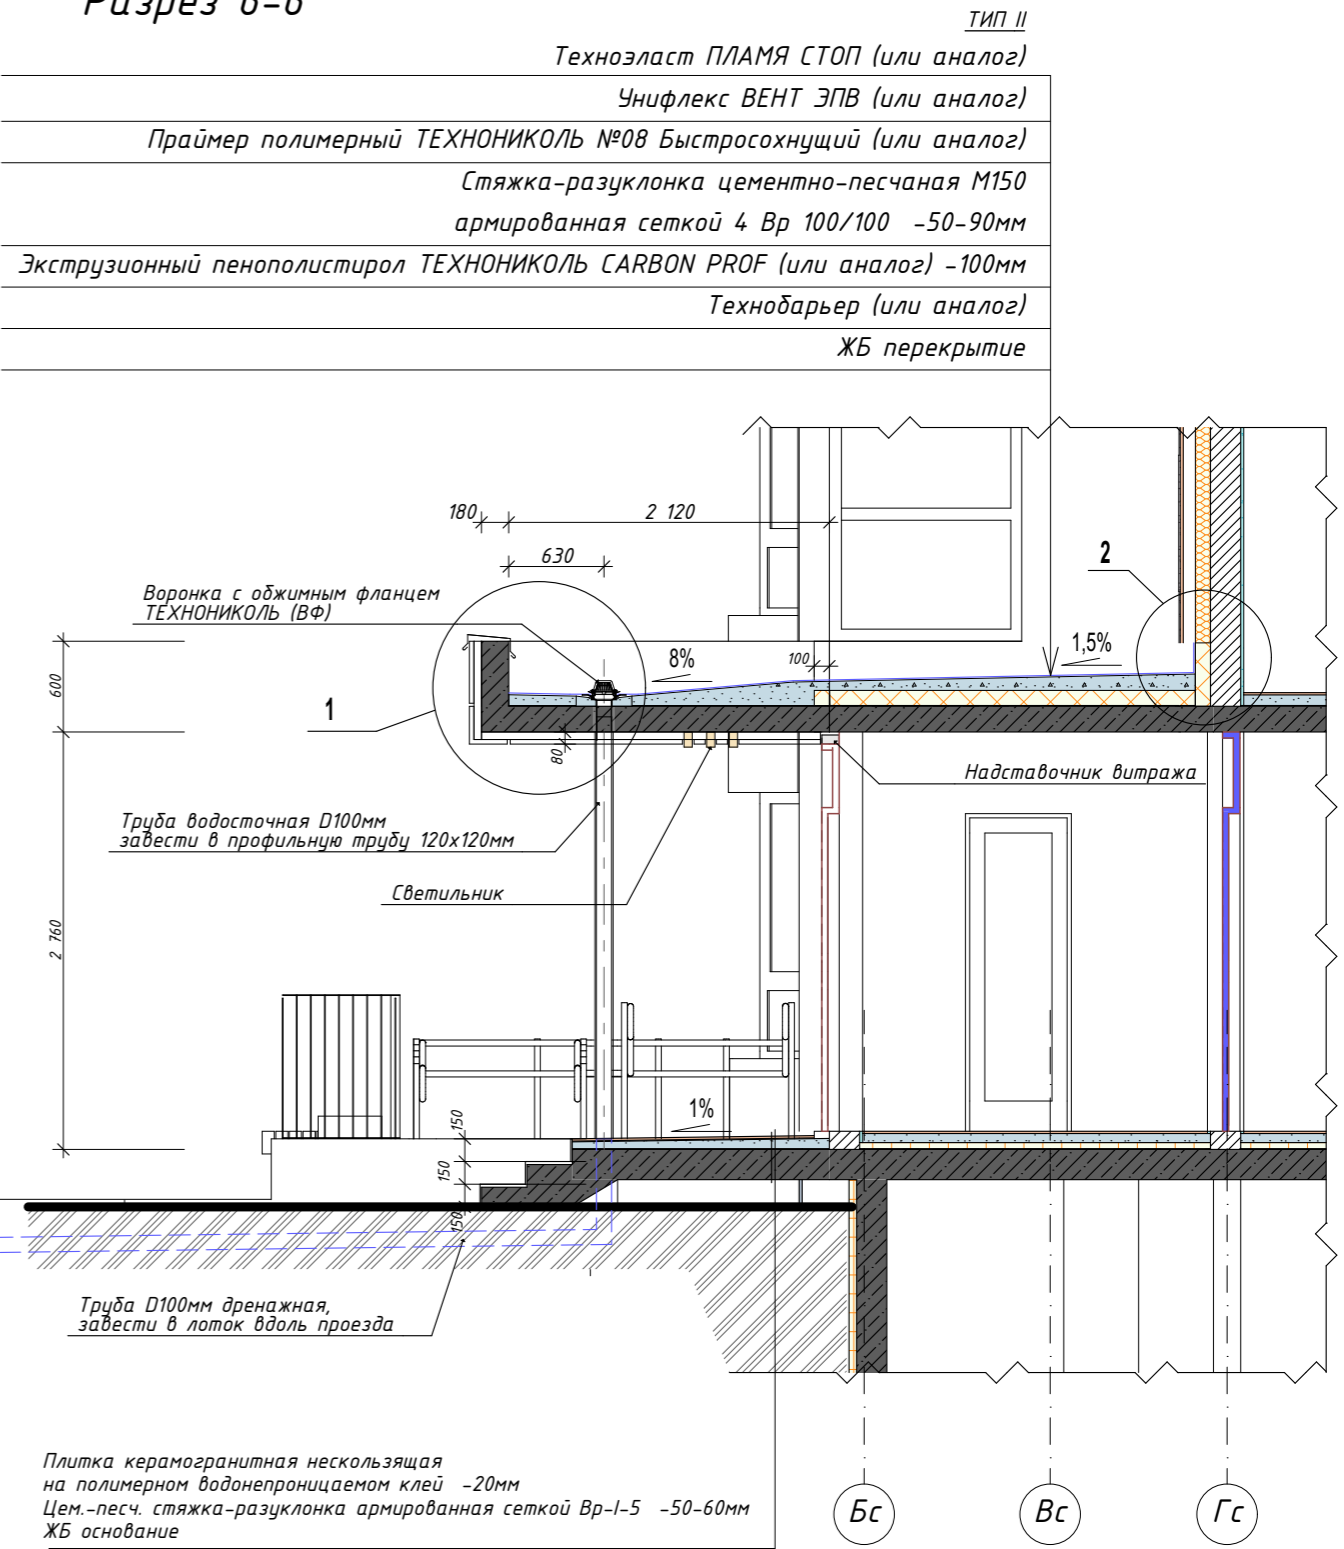 Разрез 6-6
ТИП II
Техноэласт ПЛАМЯ СТОП (или аналог)
Унифлекс ВЕНТ ЭПВ (или аналог)
Праймер полимерный ТЕХНОНИКОЛЬ №08 Быстросохнущий (или аналог)
Стяжка-разуклонка цементно-песчаная М150
армированная сеткой 4 Вр 100/100 -50-90мм
Экструзионный пенополистирол ТЕХНОНИКОЛЬ CARBON PROF (или аналог) -100мм
Технобарьер (или аналог)
ЖБ перекрытие
180
2 120
630
2
Воронка с обжимным фланцем
ТЕХНОНИКОЛЬ (ВФ)
600
8%
100
1,5%
1
80
Надставочник витража
Труба водосточная D100мм
завести в профильную трубу 120х120мм
Светильник
2 760
1%
150
150
150
Труба D100мм дренажная,
завести в лоток вдоль проезда
Плитка керамогранитная нескользящая
на полимерном водонепроницаемом клей -20мм
Цем.-песч. стяжка-разуклонка армированная сеткой Вр-I-5 -50-60мм
ЖБ основание
Бс
Вс
Гс